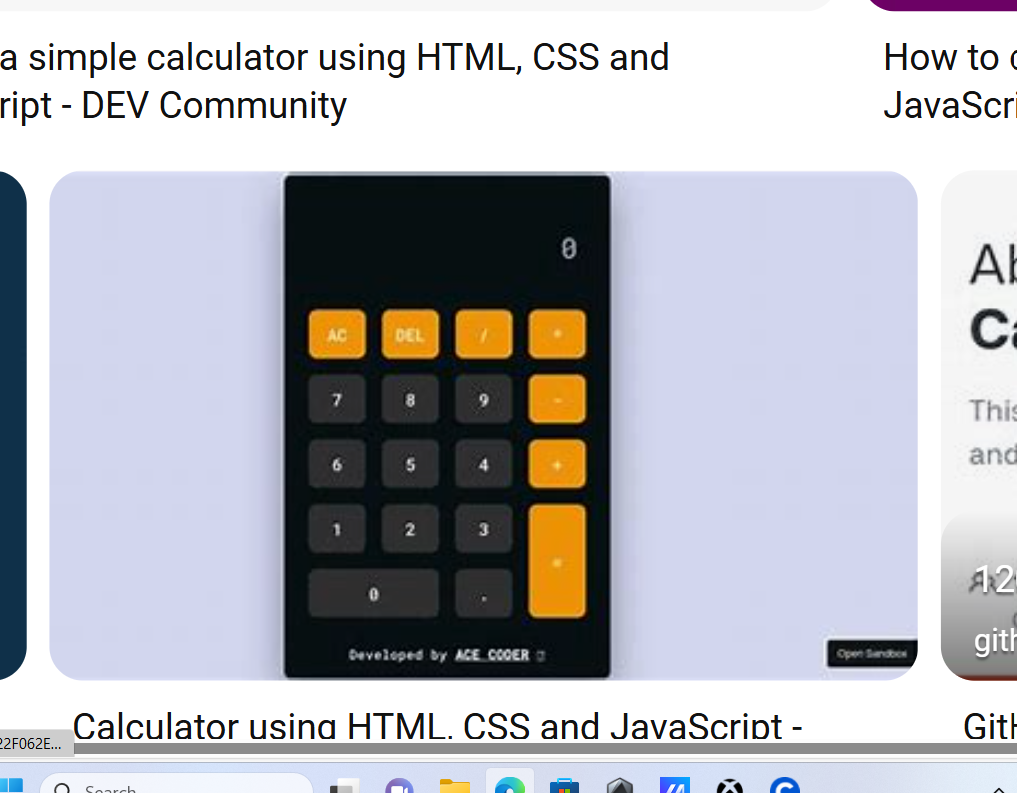 a simple calculator using HTML, CSS and
ript - DEV Community
How to
JavaScri
0
AC DEL /
7 8 9 -
6 5 4 +
1 2 3 =
0 .
Developed by ACE CODER
Open Sandbox
Ab
Ca
This
and
12
gith
Calculator using HTML, CSS and JavaScript -
GitH
22F062E...
Search